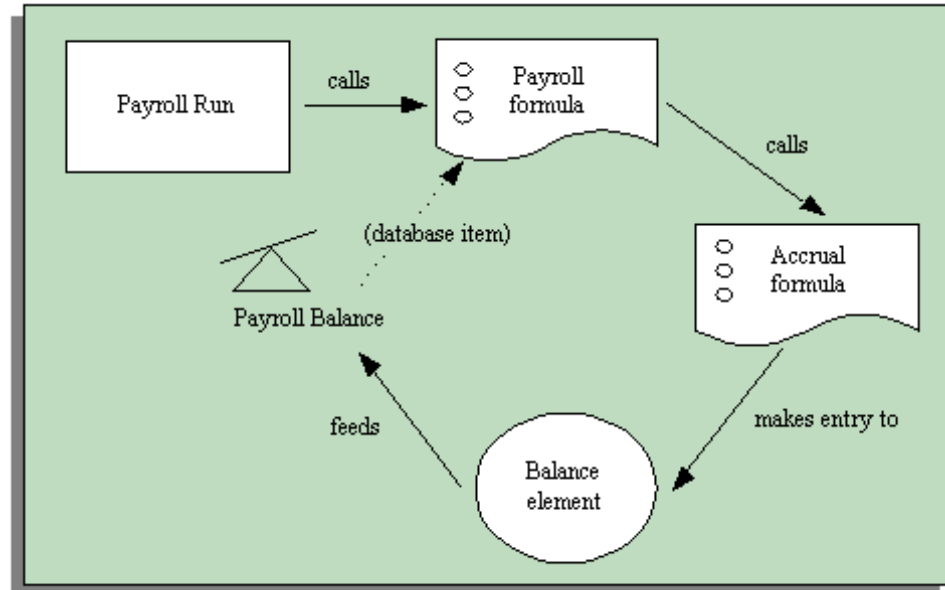 Payroll Run
calls
Payroll
formula
calls
(database item)
Accrual
formula
Payroll Balance
feeds
makes entry to
Balance
element